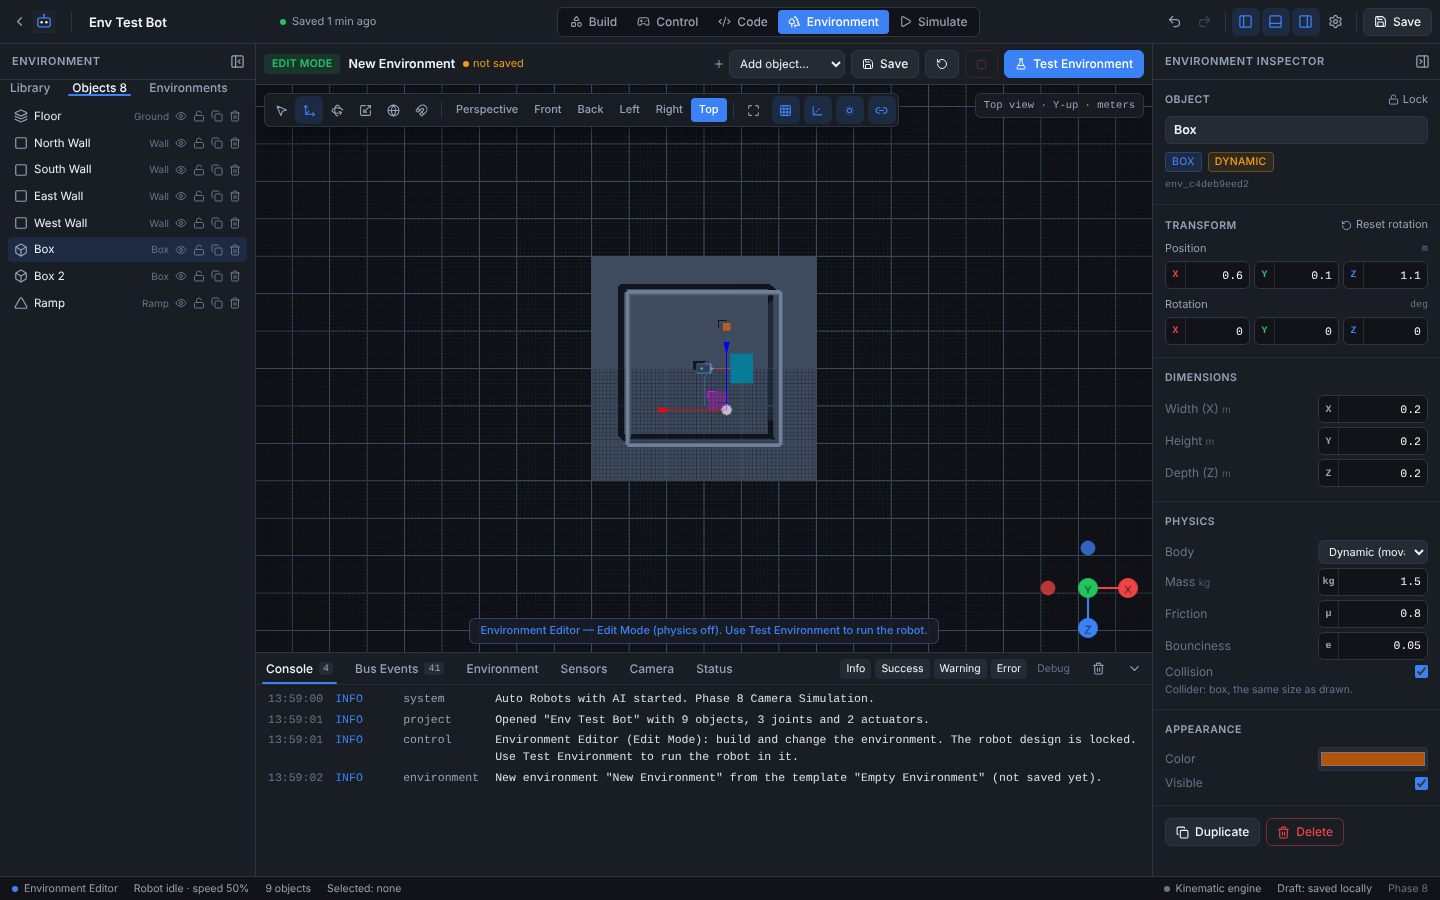 Env Test Bot
Saved 1 min ago
Build
Control
Code
Environment
Simulate
Save
ENVIRONMENT
Library
Objects 8
Environments
Floor Ground
North Wall Wall
South Wall Wall
East Wall Wall
West Wall Wall
Box Box
Box 2 Box
Ramp Ramp
EDIT MODE
New Environment
not saved
Add object...
Save
Test Environment
Perspective
Front
Back
Left
Right
Top
Top view · Y-up · meters
Y
X
Z
Environment Editor — Edit Mode (physics off). Use Test Environment to run the robot.
Console 4
Bus Events 41
Environment
Sensors
Camera
Status
Info
Success
Warning
Error
Debug
13:59:00 INFO system Auto Robots with AI started. Phase 8 Camera Simulation.
13:59:01 INFO project Opened "Env Test Bot" with 9 objects, 3 joints and 2 actuators.
13:59:01 INFO control Environment Editor (Edit Mode): build and change the environment. The robot design is locked.
Use Test Environment to run the robot in it.
13:59:02 INFO environment New environment "New Environment" from the template "Empty Environment" (not saved yet).
ENVIRONMENT INSPECTOR
OBJECT
Lock
Box
BOX
DYNAMIC
env_c4deb9eed2
TRANSFORM
Reset rotation
Position m
X 0.6 Y 0.1 Z 1.1
Rotation deg
X 0 Y 0 Z 0
DIMENSIONS
Width (X) m X 0.2
Height m Y 0.2
Depth (Z) m Z 0.2
PHYSICS
Body Dynamic (mov
Mass kg kg 1.5
Friction μ 0.8
Bounciness e 0.05
Collision
Collider: box, the same size as drawn.
APPEARANCE
Color
Visible
Duplicate
Delete
Environment Editor
Robot idle · speed 50%
9 objects
Selected: none
Kinematic engine
Draft: saved locally
Phase 8